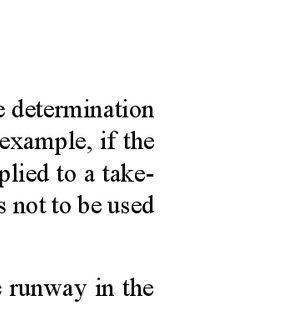 determination
example, if the
plied to a take-
s not to be used
runway in the